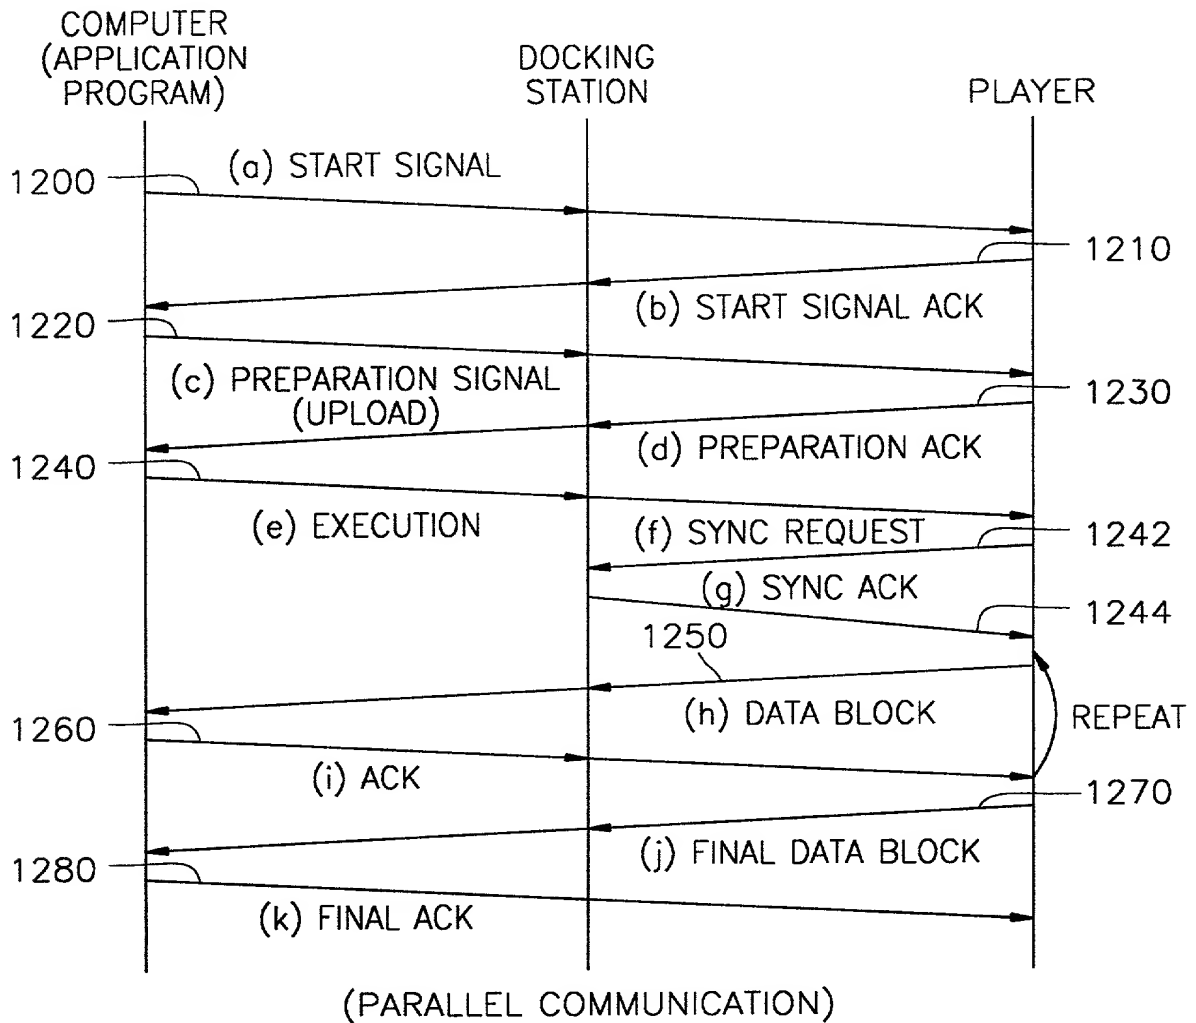 COMPUTER
(APPLICATION
PROGRAM)
DOCKING
STATION
PLAYER
1200
(a) START SIGNAL
1210
(b) START SIGNAL ACK
1220
(c) PREPARATION SIGNAL
(UPLOAD)
1230
(d) PREPARATION ACK
1240
(e) EXECUTION
(f) SYNC REQUEST
1242
(g) SYNC ACK
1244
1250
(h) DATA BLOCK
REPEAT
1260
(i) ACK
1270
(j) FINAL DATA BLOCK
1280
(k) FINAL ACK
(PARALLEL COMMUNICATION)